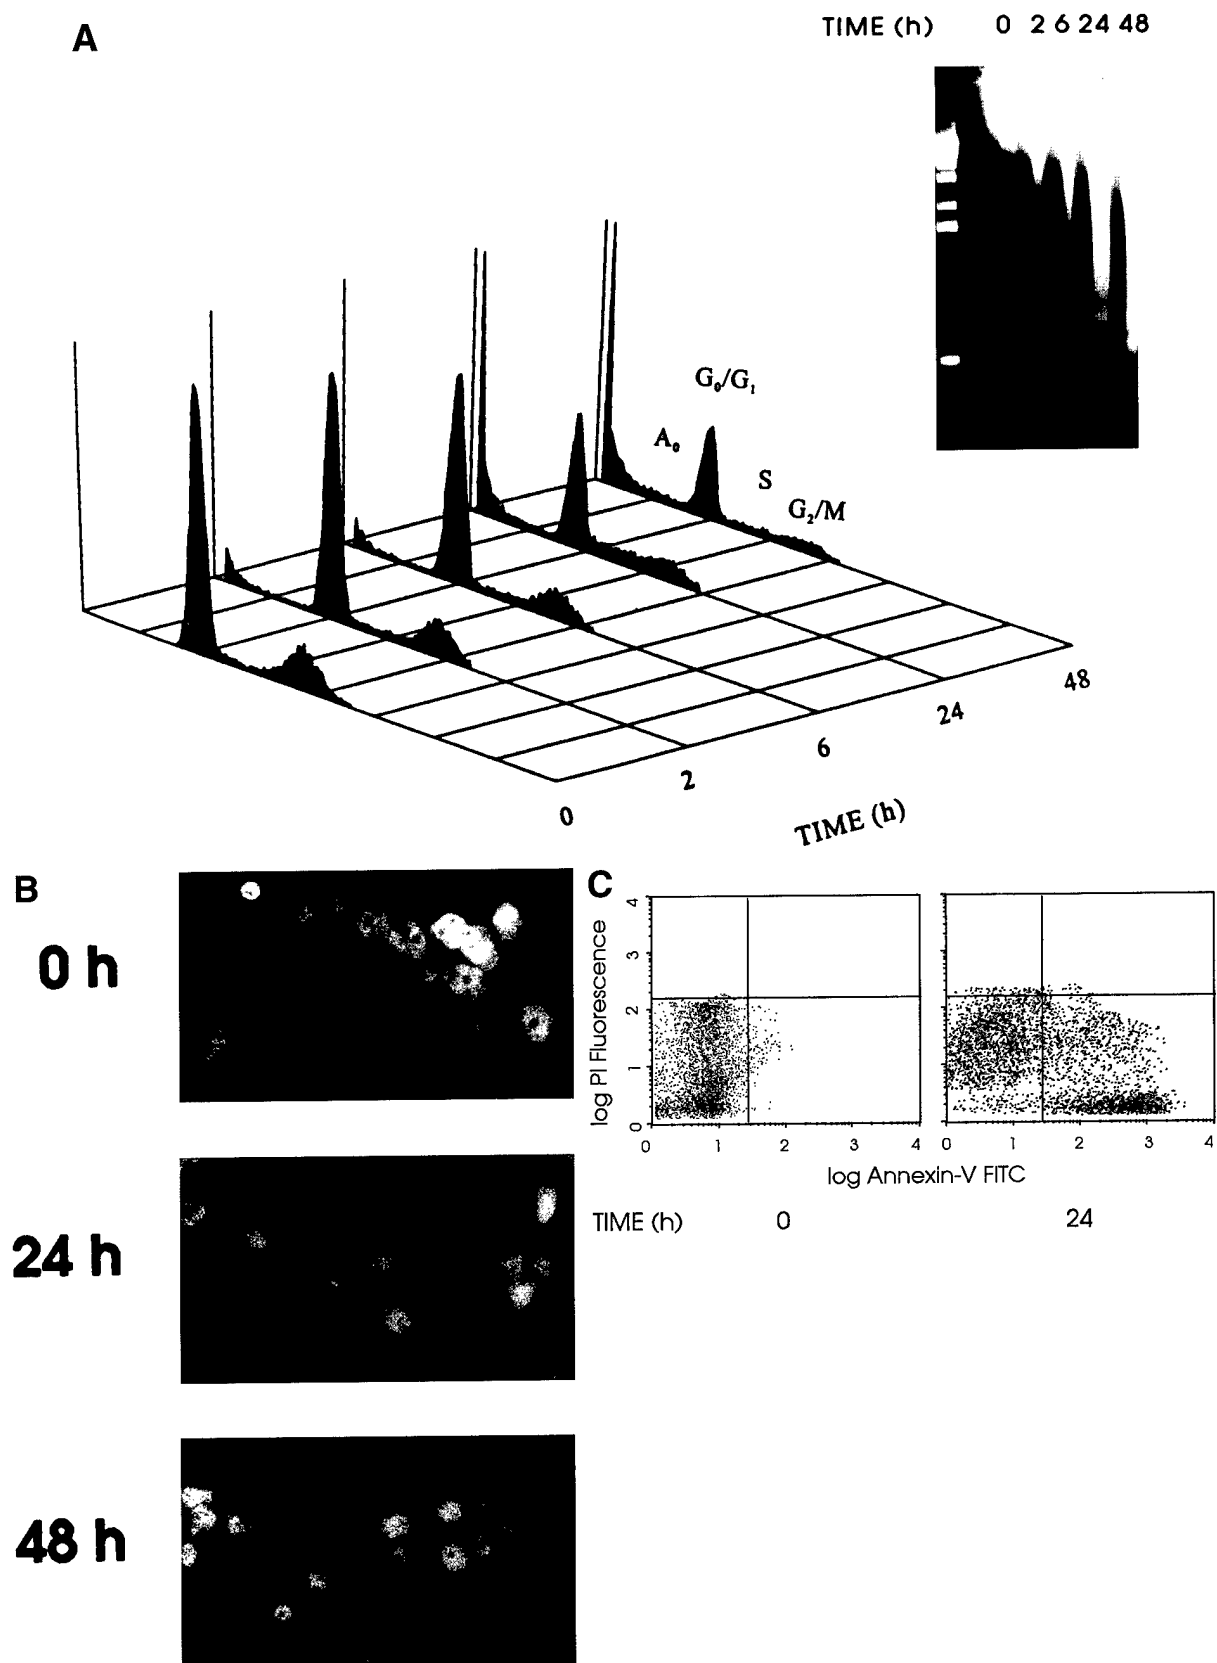 A
TIME (h) 0 2 6 24 48
G₀/G₁
A₀
S
G₂/M
48
24
6
2
0
TIME (h)
B
0 h
24 h
48 h
C
log PI Fluorescence
4
3
2
1
0
0 1 2 3 4
0 1 2 3 4
log Annexin-V FITC
TIME (h) 0 24